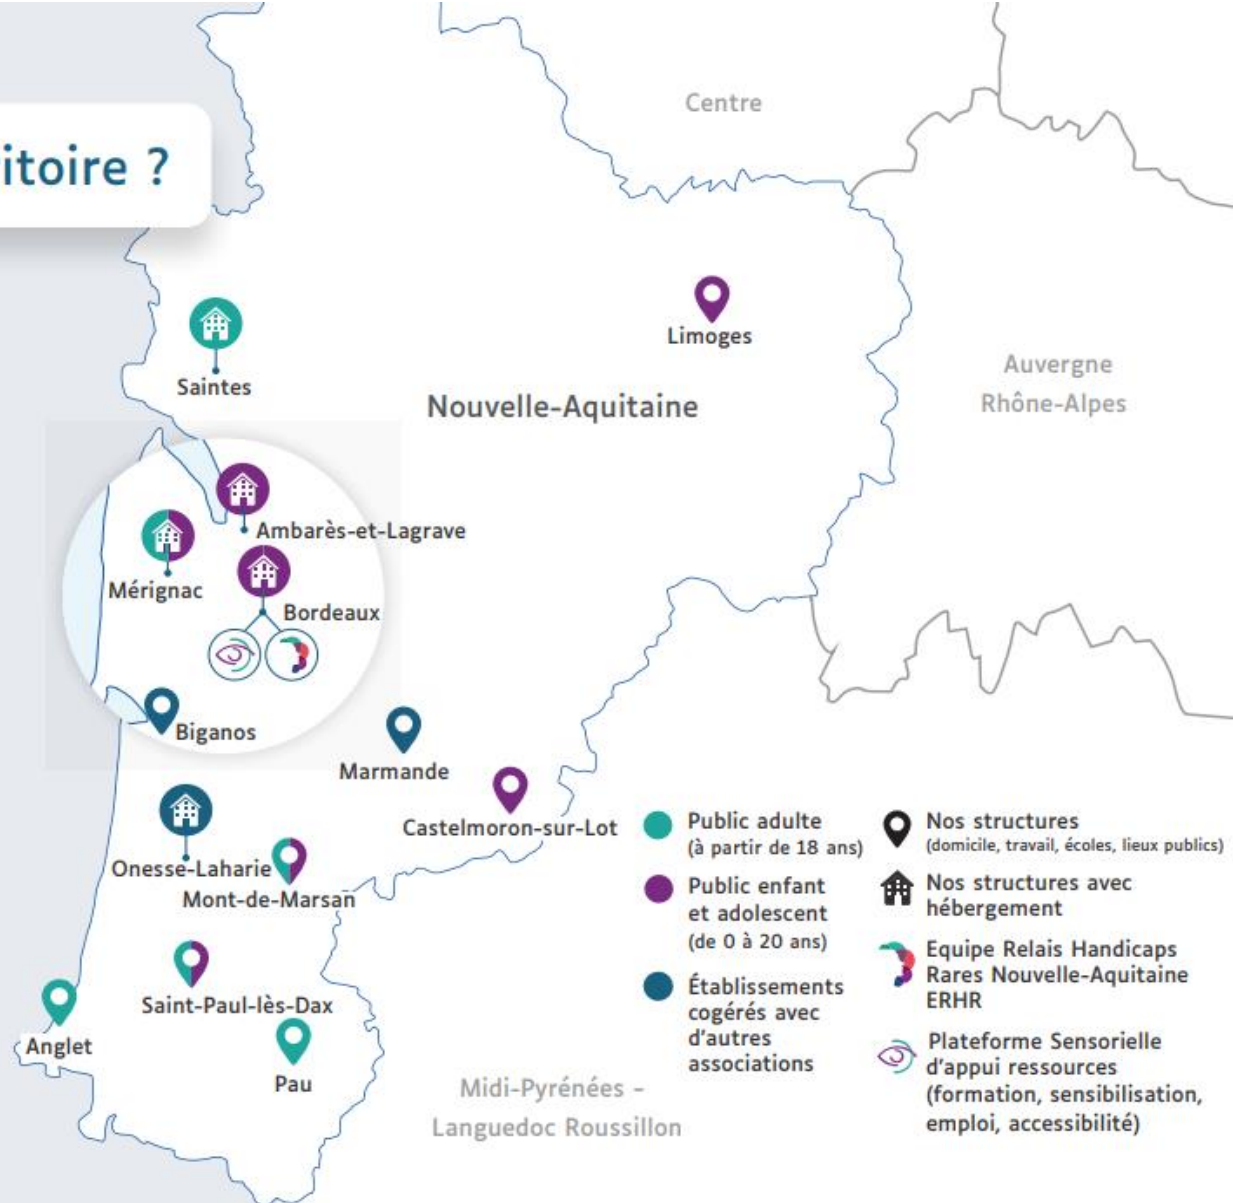 itoire ?
Centre
Limoges
Saintes
Auvergne
Rhône-Alpes
Nouvelle-Aquitaine
Ambarès-et-Lagrave
Mérignac
Bordeaux
Biganos
Marmande
Castelmoron-sur-Lot
Onesse-Laharie
Mont-de-Marsan
Saint-Paul-lès-Dax
Anglet
Pau
Midi-Pyrénées -
Languedoc Roussillon
Public adulte
(à partir de 18 ans)
Public enfant
et adolescent
(de 0 à 20 ans)
Établissements
cogérés avec
d'autres
associations
Nos structures
(domicile, travail, écoles, lieux publics)
Nos structures avec
hébergement
Equipe Relais Handicaps
Rares Nouvelle-Aquitaine
ERHR
Plateforme Sensorielle
d'appui ressources
(formation, sensibilisation,
emploi, accessibilité)